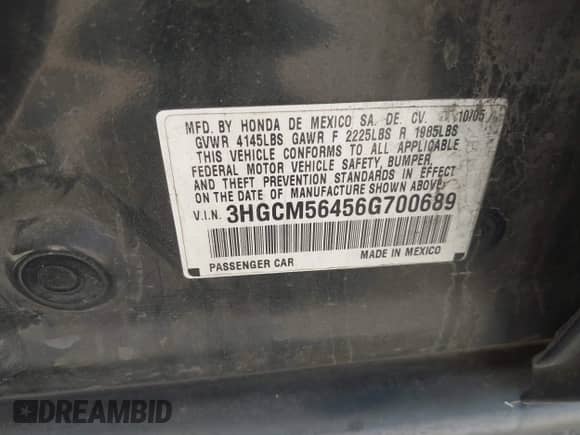 MFD. BY HONDA DE MEXICO SA. DE. CV. 10/05
GVWR 4145LBS GAWR F 2225LBS R 1985LBS
THIS VEHICLE CONFORMS TO ALL APPLICABLE
FEDERAL MOTOR VEHICLE SAFETY, BUMPER,
AND THEFT PREVENTION STANDARDS IN EFFECT
ON THE DATE OF MANUFACTURE SHOWN ABOVE.
V.I.N. 3HGCM56456G700689
PASSENGER CAR MADE IN MEXICO
DREAMBID